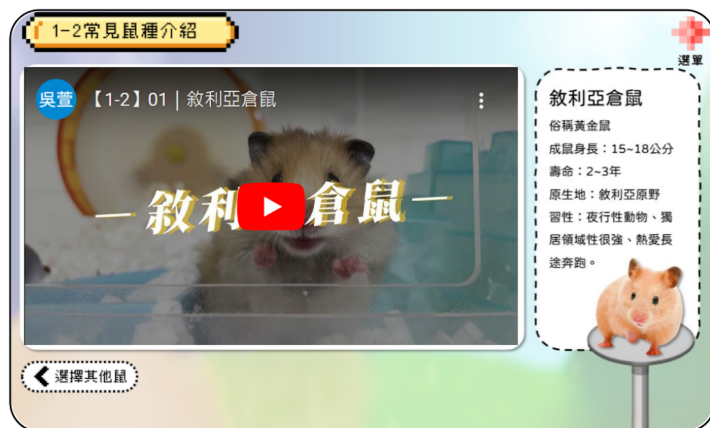 1-2常見鼠種介紹
選單
吳萱
【1-2】01｜敘利亞倉鼠
—敘利亞倉鼠—
敘利亞倉鼠
俗稱黃金鼠
成鼠身長：15~18公分
壽命：2~3年
原生地：敘利亞原野
習性：夜行性動物、獨
居領域性很強、熱愛長
途奔跑。
選擇其他鼠